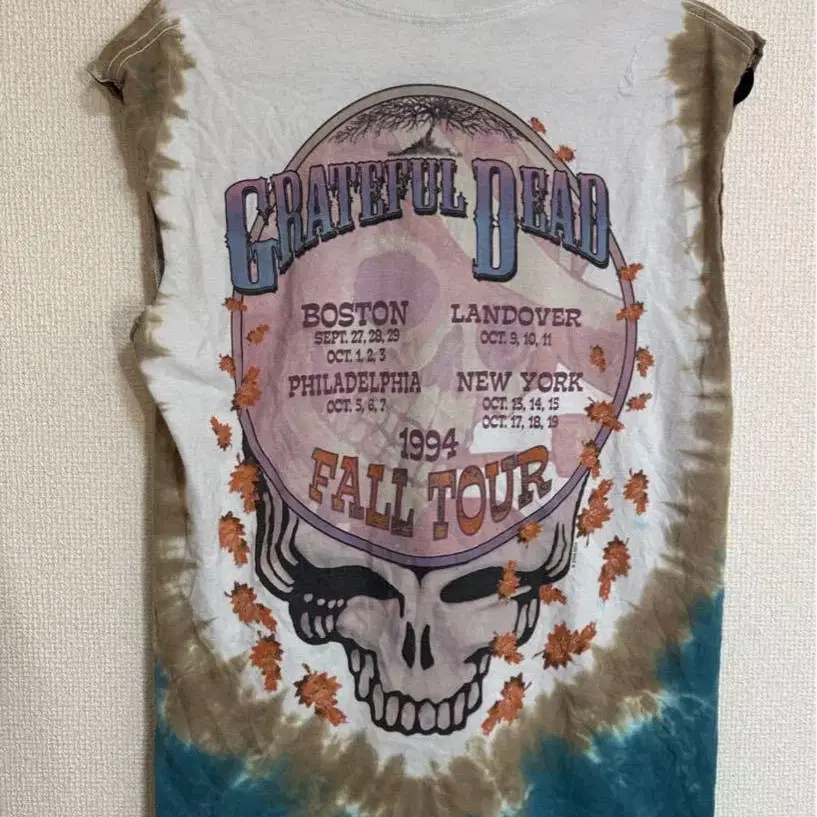 GRATEFUL DEAD
BOSTON
SEPT. 27, 28, 29
OCT. 1, 2, 3
LANDOVER
OCT. 9, 10, 11
PHILADELPHIA
OCT. 5, 6, 7
NEW YORK
OCT. 13, 14, 15
OCT. 17, 18, 19
1994
FALL TOUR